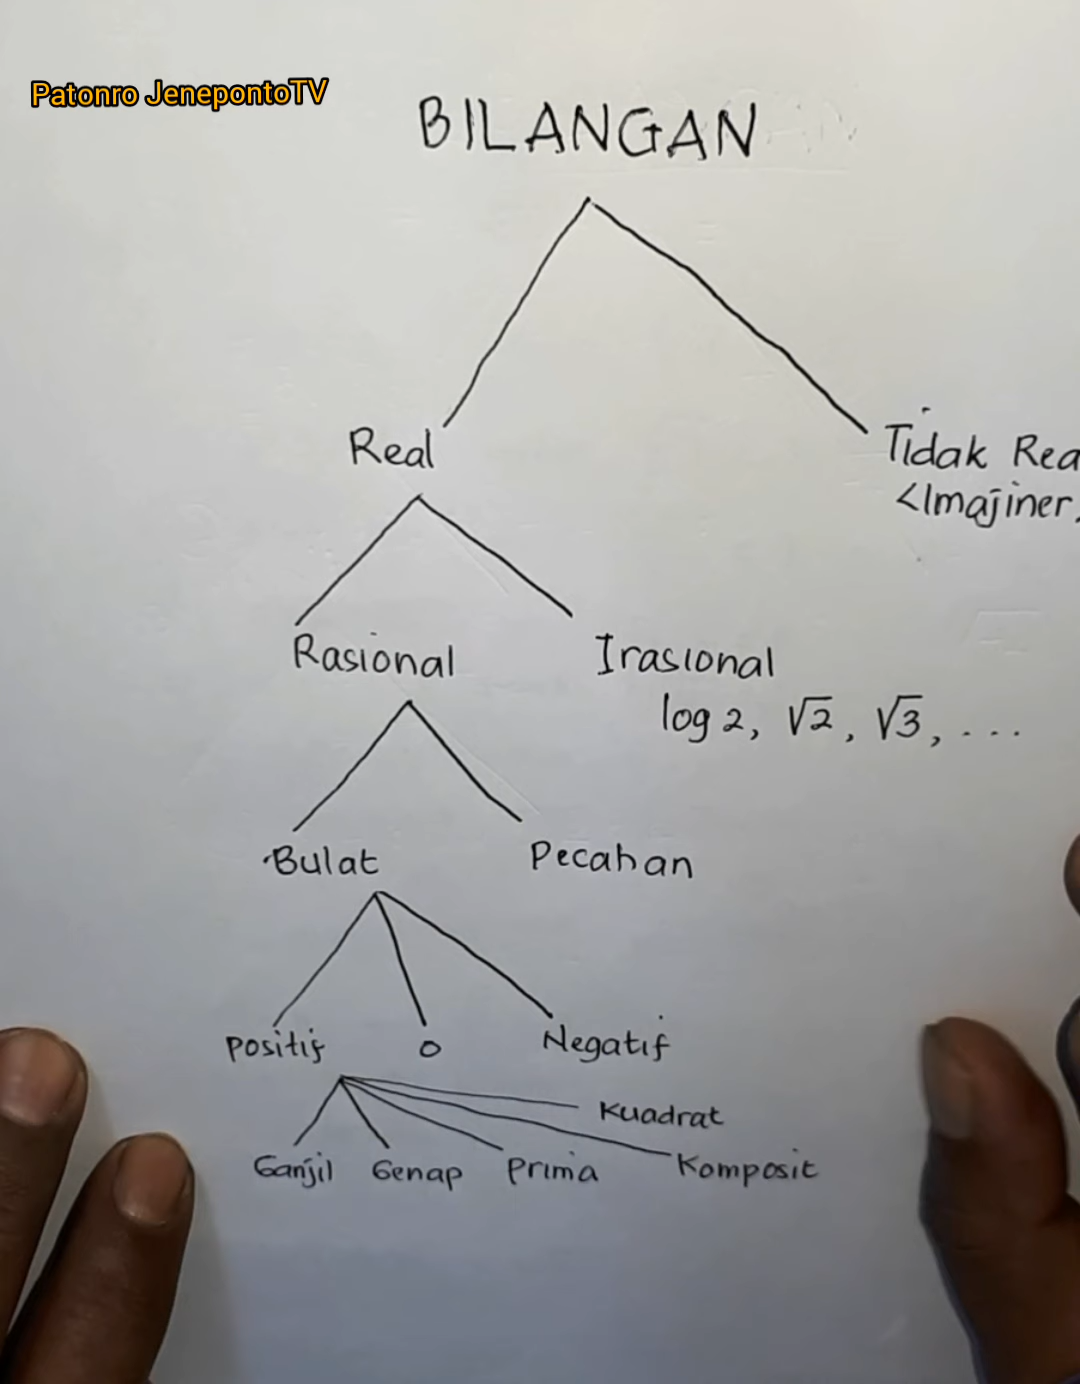 Patonro JenepontoTV
BILANGAN
Real
Tidak Rea
<Imajiner,
Rasional
Irasional
log 2, √2, √3, ...
Bulat
Pecahan
Positif
0
Negatif
Kuadrat
Ganjil Genap Prima Komposit